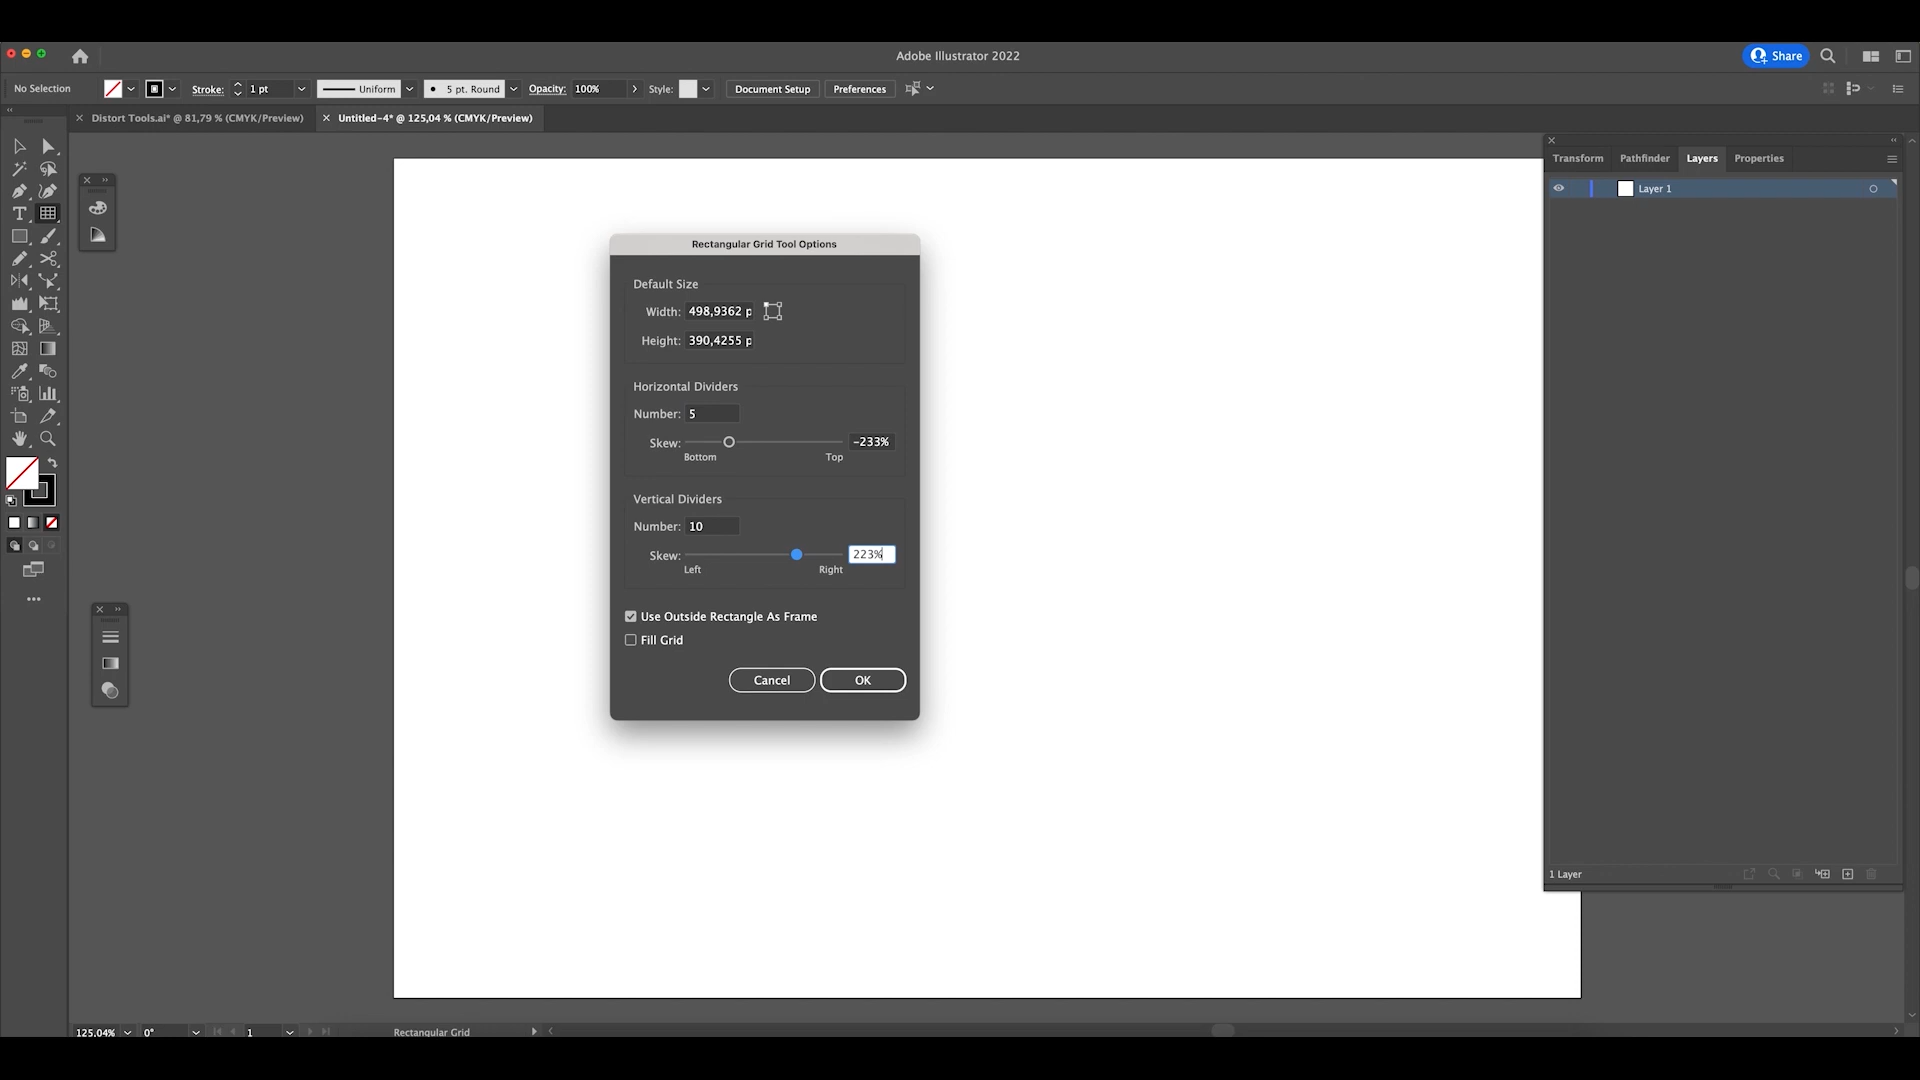 Adobe Illustrator 2022
Share
No Selection
Stroke: 1 pt Uniform 5 pt. Round Opacity: 100% Style: Document Setup Preferences
Distort Tools.ai* @ 81,79 % (CMYK/Preview) Untitled-4* @ 125,04 % (CMYK/Preview)
Transform Pathfinder Layers Properties
Layer 1
Rectangular Grid Tool Options
Default Size
Width: 498,9362 p
Height: 390,4255 p
Horizontal Dividers
Number: 5
Skew: -233%
Bottom Top
Vertical Dividers
Number: 10
Skew: 223%
Left Right
Use Outside Rectangle As Frame
Fill Grid
Cancel OK
1 Layer
125,04% 0° 1 Rectangular Grid